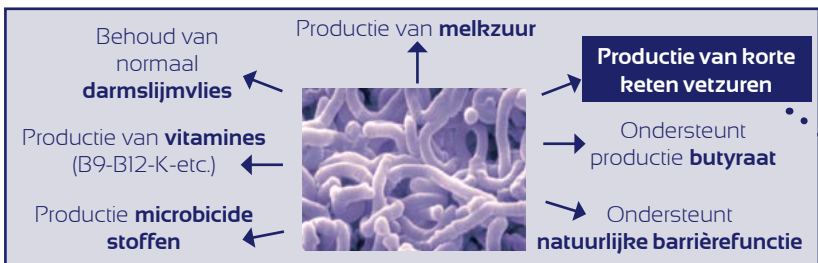 Productie van melkzuur
Behoud van
normaal
darmslijmvlies
Productie van korte
keten vetzuren
Productie van vitamines
(B9-B12-K-etc.)
Ondersteunt
productie butyraat
Productie microbicide
stoffen
Ondersteunt
natuurlijke barrièrefunctie